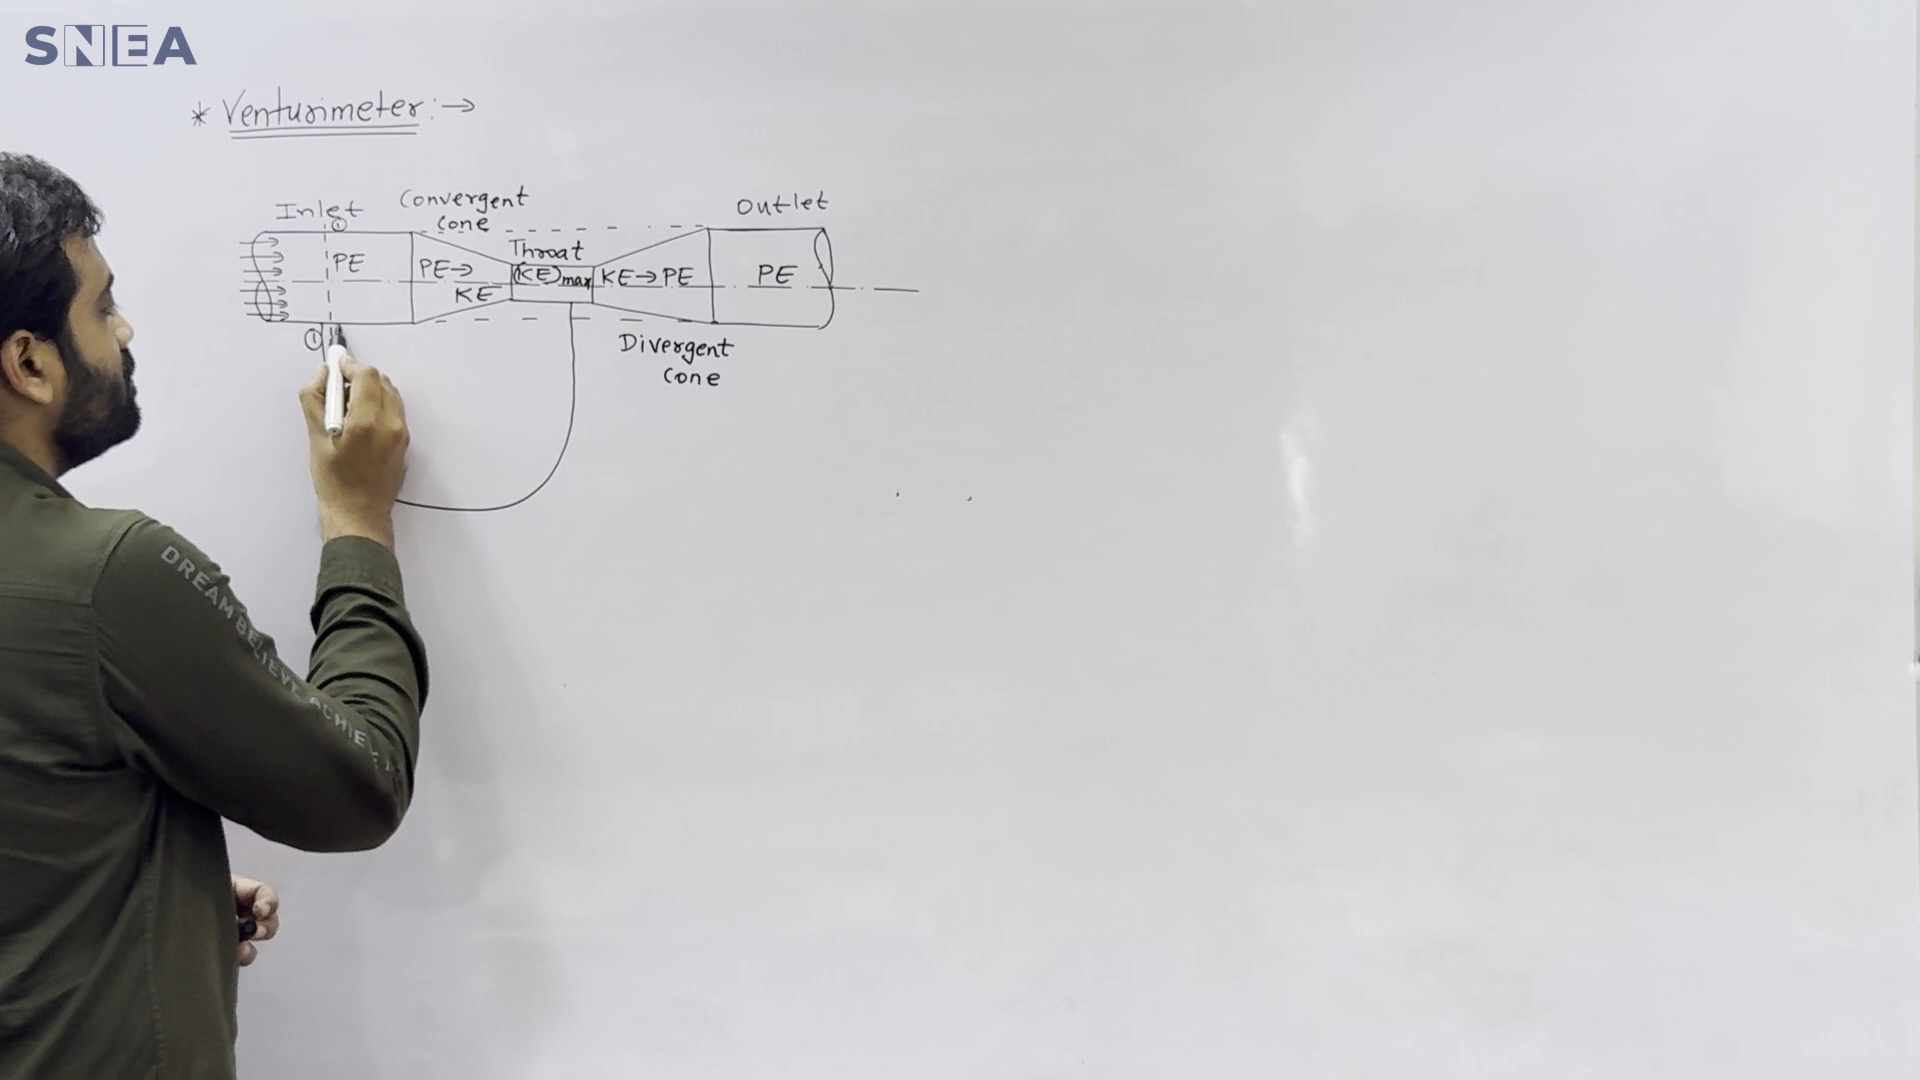 SNEA
* Venturimeter:→
Inlet
Convergent
Cone
Outlet
①
Throat
PE
PE→
KE
(KE)max
KE→PE
PE
①
Divergent
Cone
DREAM BELIEVE ACHIEVE